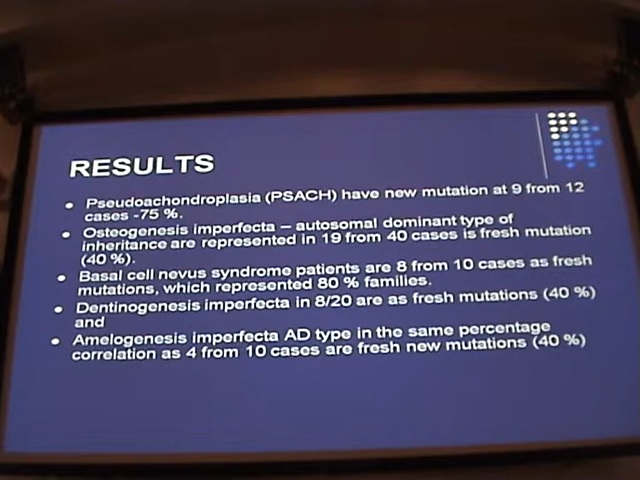 RESULTS
Pseudoachondroplasia (PSACH) have new mutation at 9 from 12
cases -75 %.
Osteogenesis imperfecta – autosomal dominant type of
inheritance are represented in 19 from 40 cases is fresh mutation
(40 %).
Basal cell nevus syndrome patients are 8 from 10 cases as fresh
mutations, which represented 80 % families.
Dentinogenesis imperfecta in 8/20 are as fresh mutations (40 %)
and
Amelogenesis imperfecta AD type in the same percentage
correlation as 4 from 10 cases are fresh new mutations (40 %)